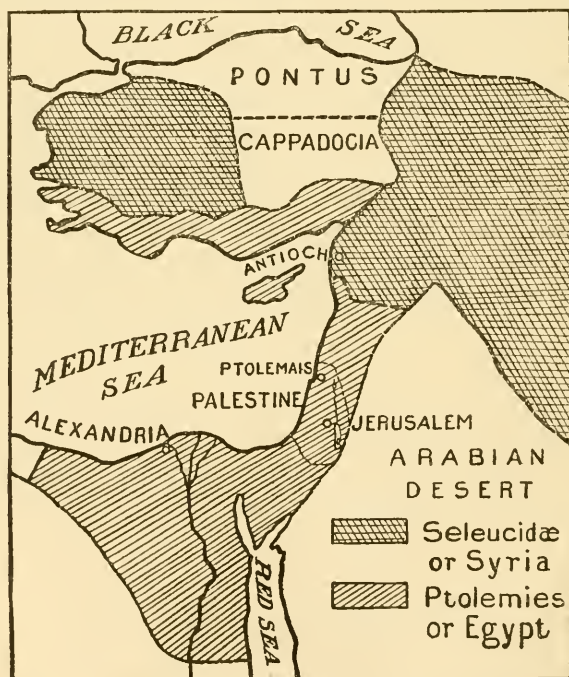 BLACK SEA
PONTUS
CAPPADOCIA
ANTIOCH
MEDITERRANEAN
SEA
PTOLEMAIS
PALESTINE
ALEXANDRIA
JERUSALEM
ARABIAN
DESERT
RED SEA
Seleucidæ
or Syria
Ptolemies
or Egypt